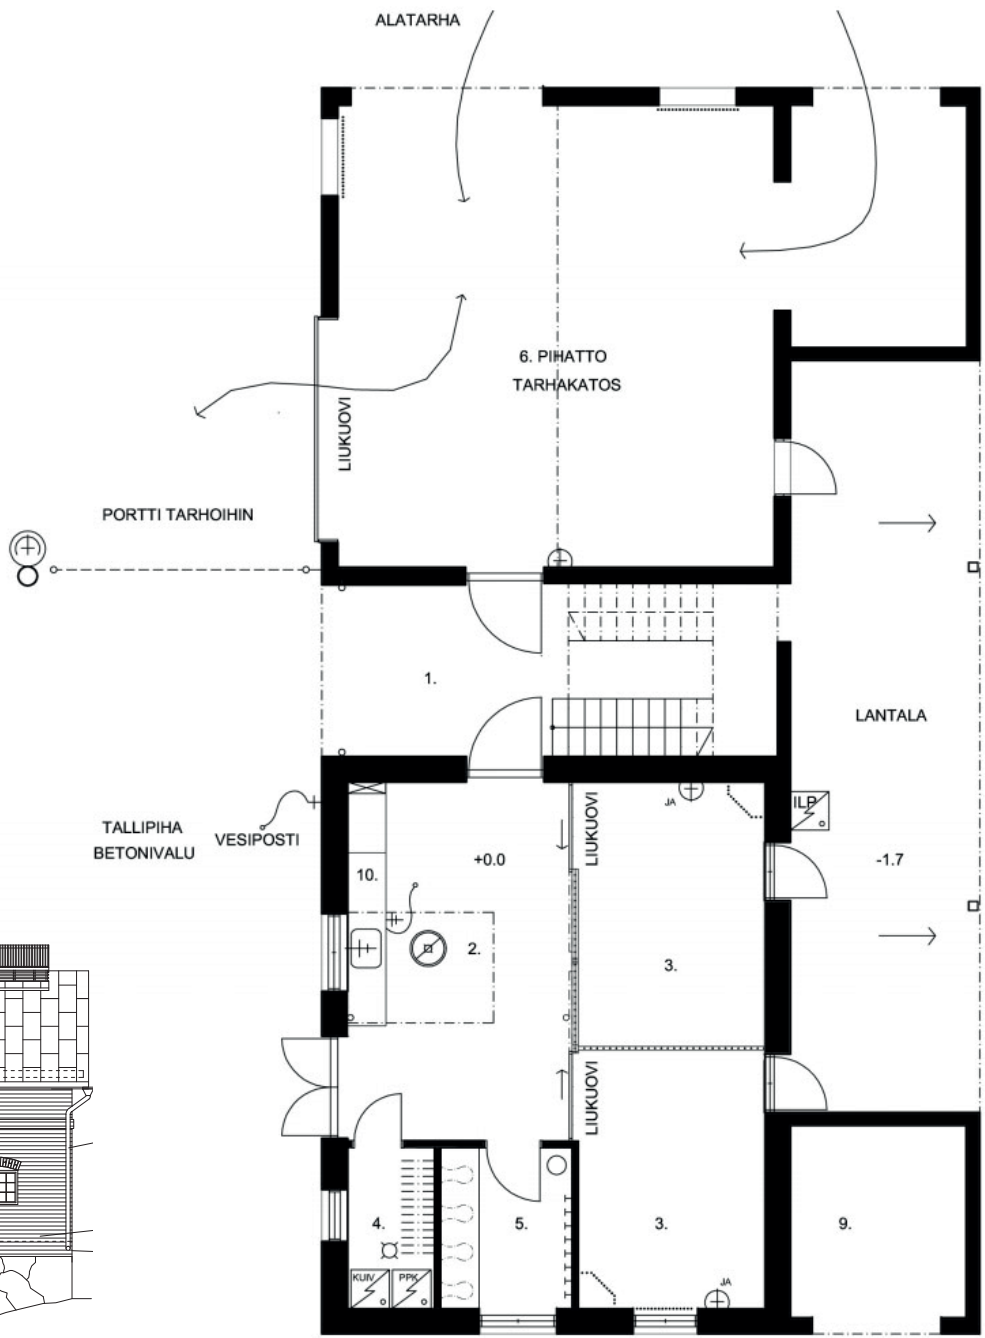 ALATARHA
6. PIHATTO
TARHAKATOS
LIUKUOVI
PORTTI TARHOIHIN
1.
LANTALA
TALLIPIHA
BETONIVALU
VESIPOSTI
LIUKUOVI
JA
ILP
+0.0
-1.7
10.
2.
3.
LIUKUOVI
4.
5.
3.
9.
KUIV
PPK
JA